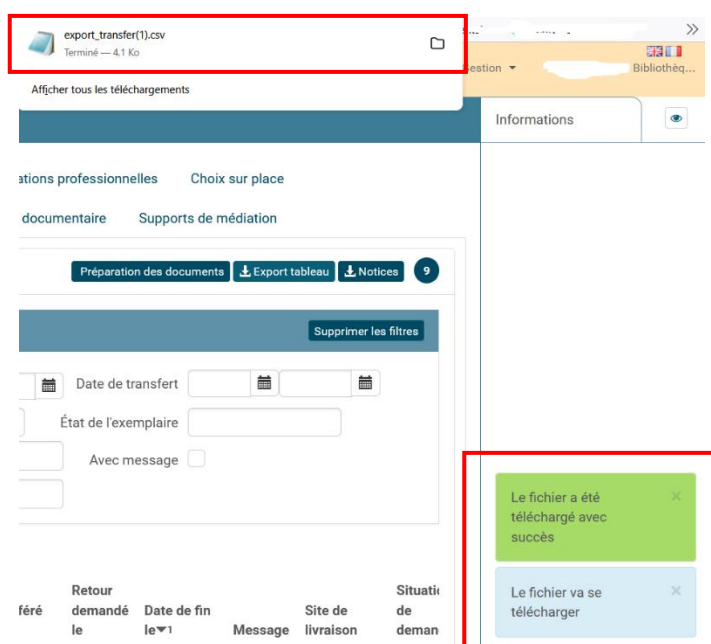 export_transfer(1).csv
Terminé — 4,1 Ko
Afficher tous les téléchargements
Gestion
Bibliothèq...
Informations
ations professionnelles Choix sur place
documentaire Supports de médiation
Préparation des documents Export tableau Notices 9
Supprimer les filtres
Date de transfert
État de l'exemplaire
Avec message
Le fichier a été
téléchargé avec
succès
Le fichier va se
télécharger
Retour Situati
féré demandé Date de fin Site de de
le le 1 Message livraison deman